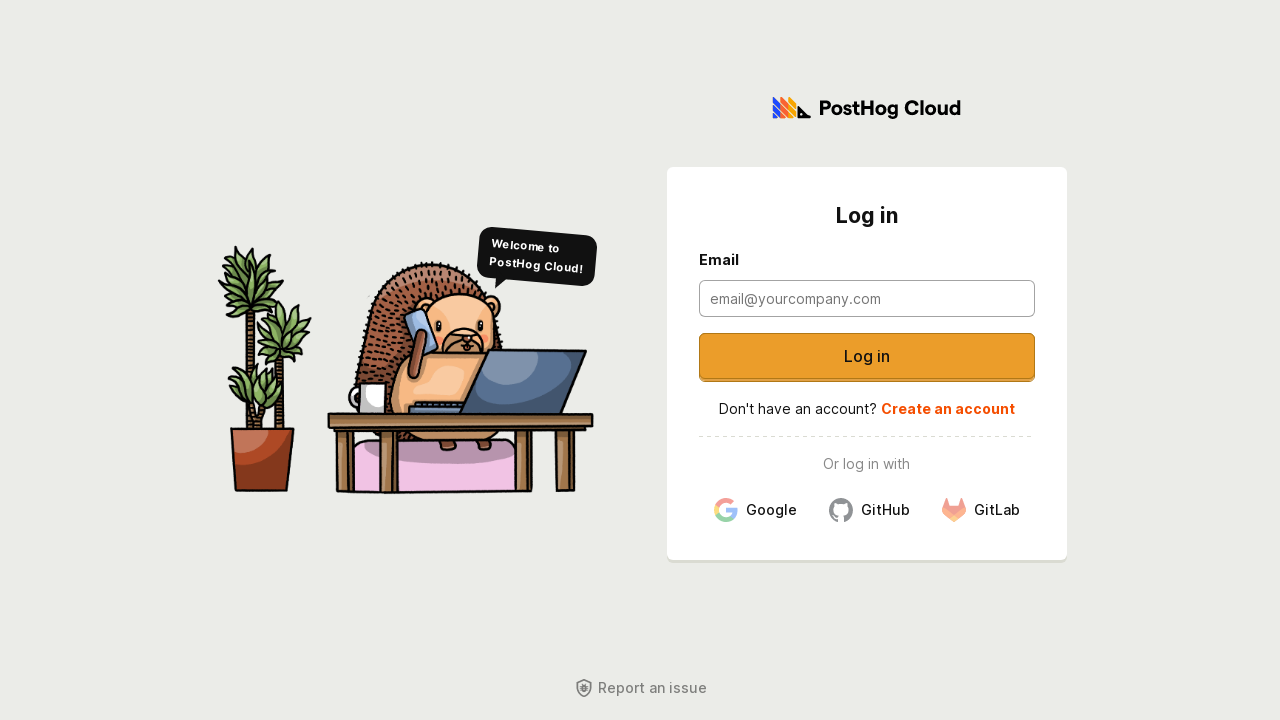 PostHog Cloud
Welcome to
PostHog Cloud!
Log in
Email
email@yourcompany.com
Log in
Don't have an account? Create an account
Or log in with
Google
GitHub
GitLab
Report an issue